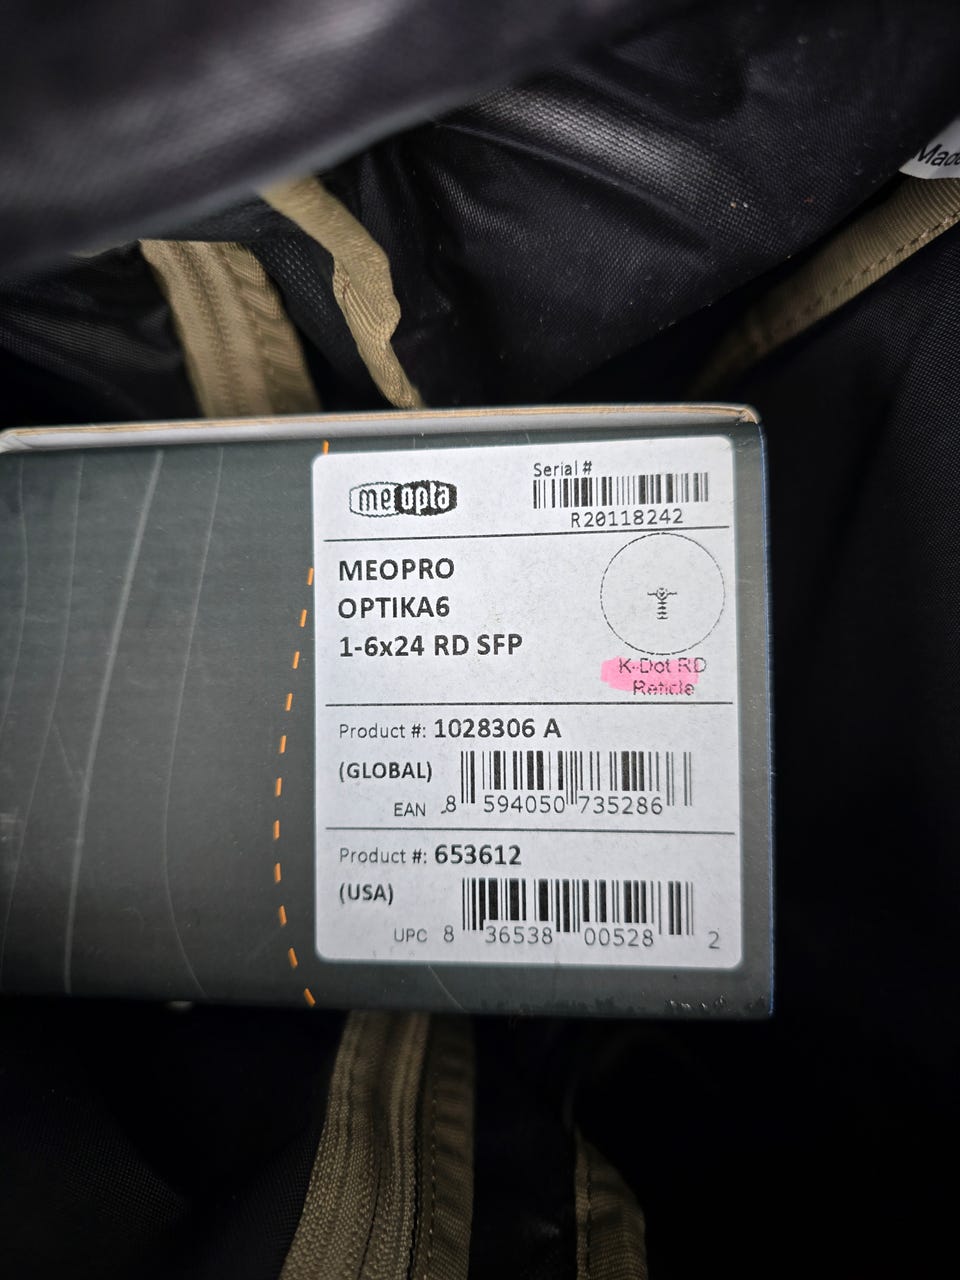 Made
meopta
Serial #
R20118242
MEOPRO
OPTIKA6
1-6x24 RD SFP
K-Dot RD
Reticle
Product #: 1028306 A
(GLOBAL)
EAN 8 594050 735286
Product #: 653612
(USA)
UPC 8 36538 00528 2